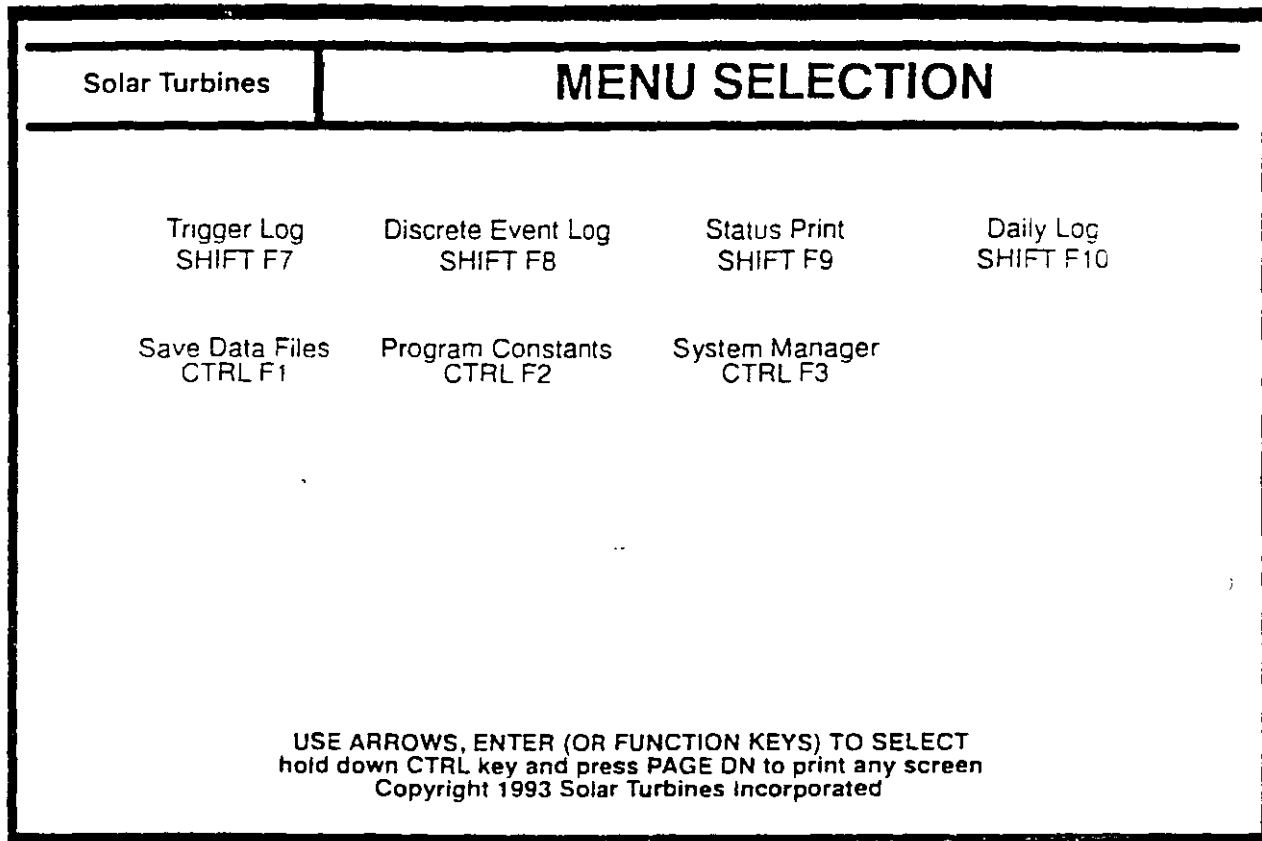 Solar Turbines
MENU SELECTION
Trigger Log Discrete Event Log Status Print Daily Log
SHIFT F7 SHIFT F8 SHIFT F9 SHIFT F10
Save Data Files Program Constants System Manager
CTRL F1 CTRL F2 CTRL F3
USE ARROWS, ENTER (OR FUNCTION KEYS) TO SELECT
hold down CTRL key and press PAGE DN to print any screen
Copyright 1993 Solar Turbines Incorporated